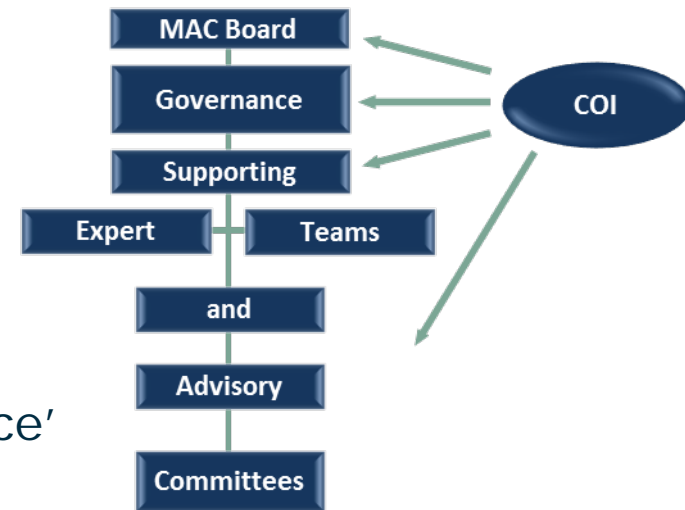 MAC Board
Governance
COI
Supporting
Expert
Teams
and
Advisory
ce'
Committees